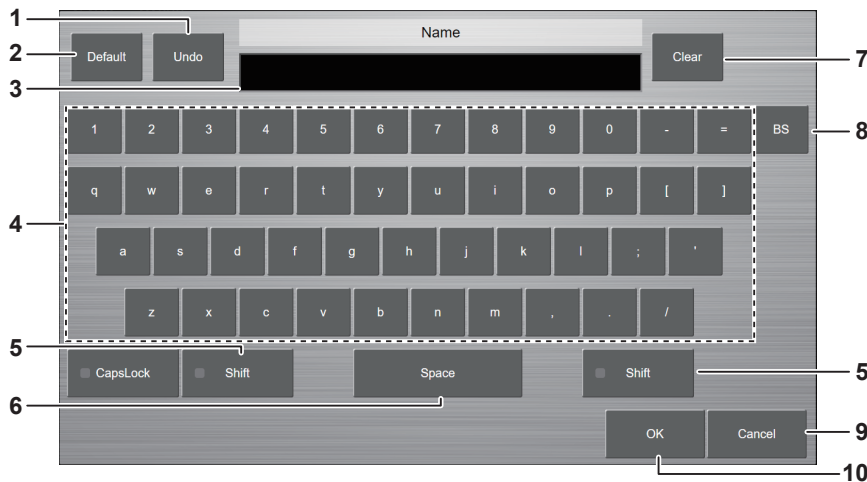 1
Name
2 Default Undo Clear 7
3
1 2 3 4 5 6 7 8 9 0 - = BS 8
q w e r t y u i o p [ ]
4
a s d f g h j k l ; '
z x c v b n m , . /
5
CapsLock Shift Space Shift 5
6
OK Cancel 9
10